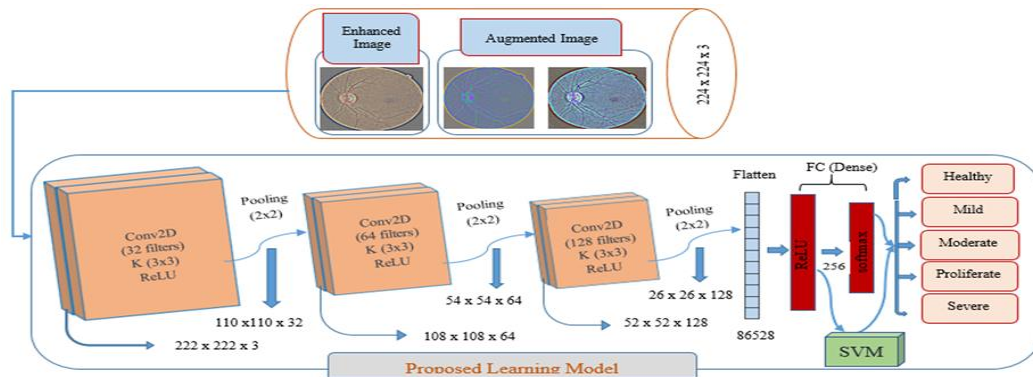 Enhanced
Image
Augmented Image
224 x 224 x 3
Conv2D
(32 filters)
K (3x3)
ReLU
Pooling
(2x2)
110 x110 x 32
222 x 222 x 3
Conv2D
(64 filters)
K (3x3)
ReLU
Pooling
(2x2)
54 x 54 x 64
108 x 108 x 64
Conv2D
(128 filters)
K (3x3)
ReLU
Pooling
(2x2)
26 x 26 x 128
52 x 52 x 128
Flatten
86528
FC (Dense)
ReLU
256
softmax
SVM
Healthy
Mild
Moderate
Proliferate
Severe
Proposed Learning Model